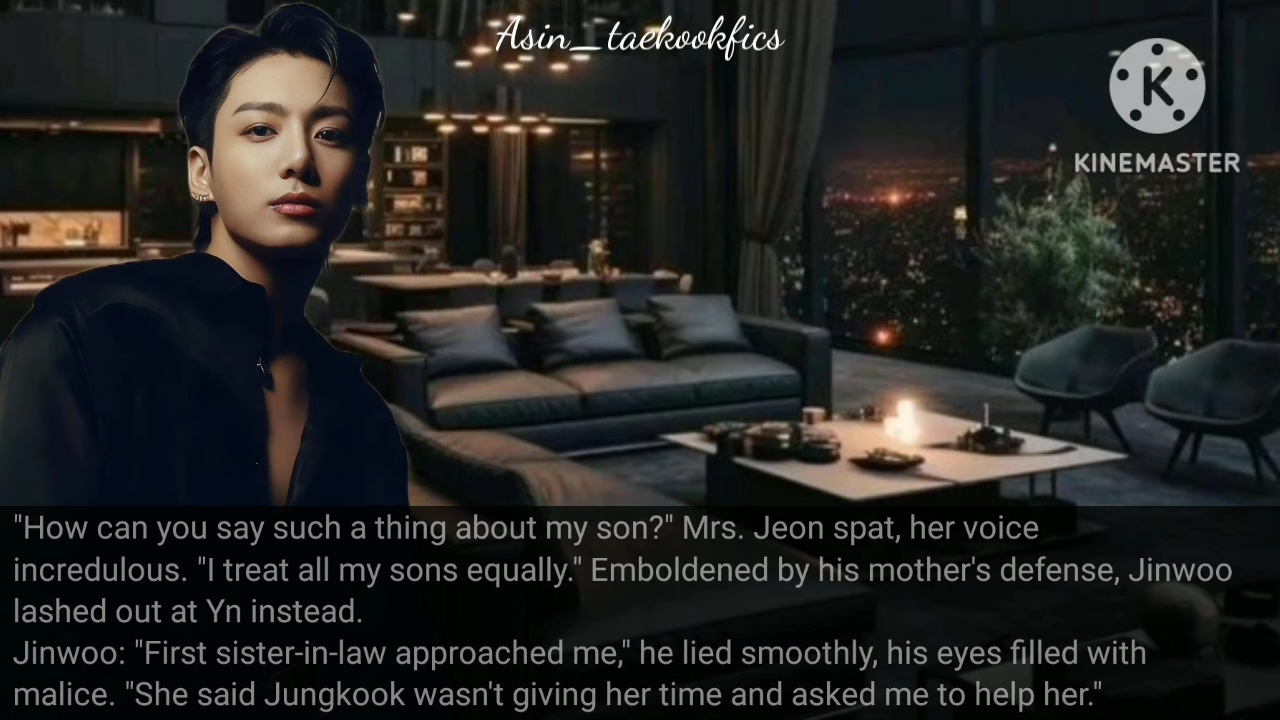 Asin_taekookfics
K
KINEMASTER
"How can you say such a thing about my son?" Mrs. Jeon spat, her voice
incredulous. "I treat all my sons equally." Emboldened by his mother's defense, Jinwoo
lashed out at Yn instead.
Jinwoo: "First sister-in-law approached me," he lied smoothly, his eyes filled with
malice. "She said Jungkook wasn't giving her time and asked me to help her."